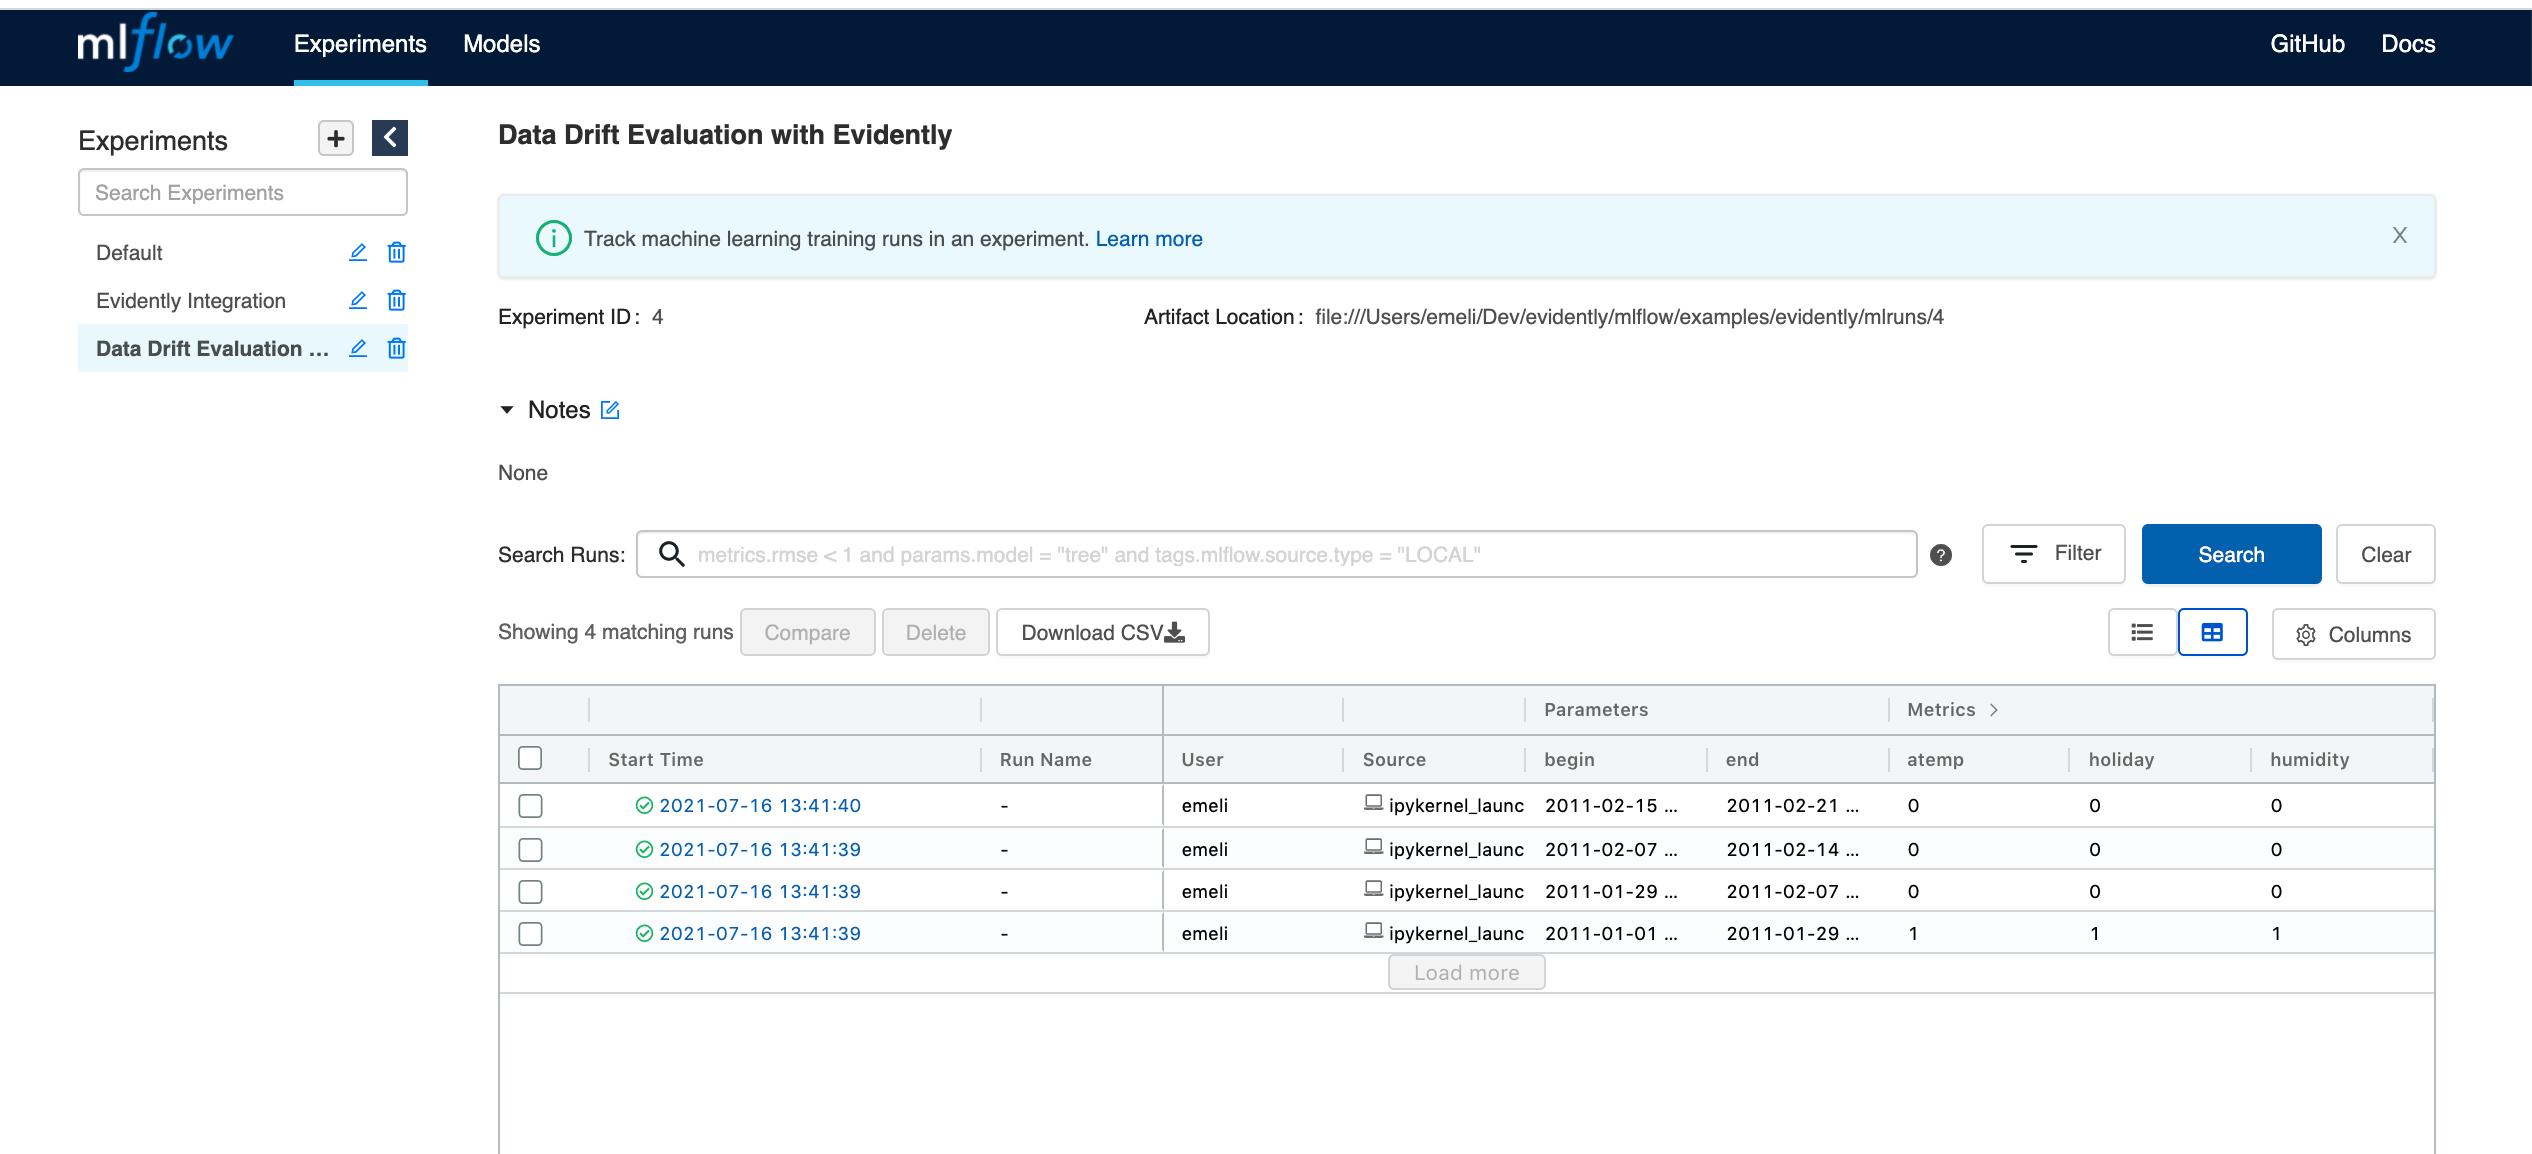 mlflow Experiments Models GitHub Docs
Experiments
Search Experiments
Default
Evidently Integration
Data Drift Evaluation ...
Data Drift Evaluation with Evidently
Track machine learning training runs in an experiment. Learn more X
Experiment ID: 4 Artifact Location: file:///Users/emeli/Dev/evidently/mlflow/examples/evidently/mlruns/4
Notes
None
Search Runs: metrics.rmse < 1 and params.model = "tree" and tags.mlflow.source.type = "LOCAL" ? Filter Search Clear
Showing 4 matching runs Compare Delete Download CSV Columns
Parameters Metrics >
Start Time Run Name User Source begin end atemp holiday humidity
2021-07-16 13:41:40 - emeli ipykernel_launc 2011-02-15 ... 2011-02-21 ... 0 0 0
2021-07-16 13:41:39 - emeli ipykernel_launc 2011-02-07 ... 2011-02-14 ... 0 0 0
2021-07-16 13:41:39 - emeli ipykernel_launc 2011-01-29 ... 2011-02-07 ... 0 0 0
2021-07-16 13:41:39 - emeli ipykernel_launc 2011-01-01 ... 2011-01-29 ... 1 1 1
Load more